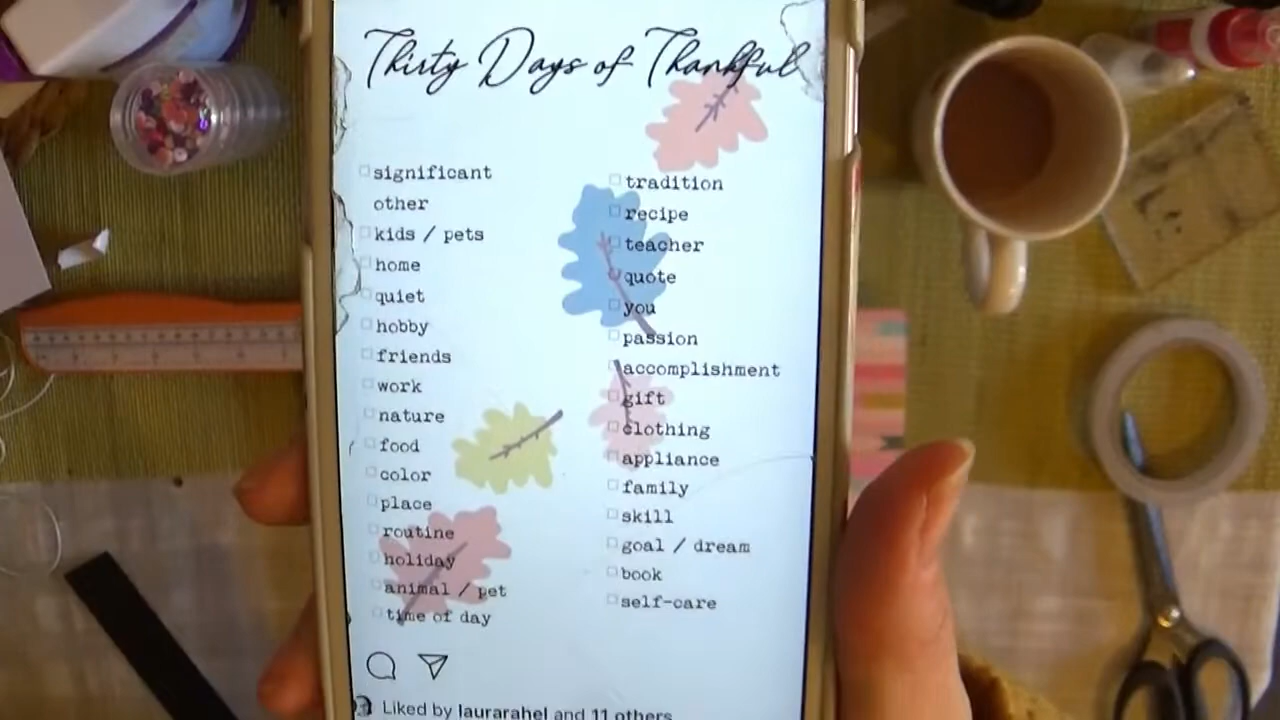 Thirty Days of Thankful
significant
other
kids / pets
home
quiet
hobby
friends
work
nature
food
color
place
routine
holiday
animal / pet
time of day
tradition
recipe
teacher
quote
you
passion
accomplishment
gift
clothing
appliance
family
skill
goal / dream
book
self-care
Liked by laurarahel and 11 others